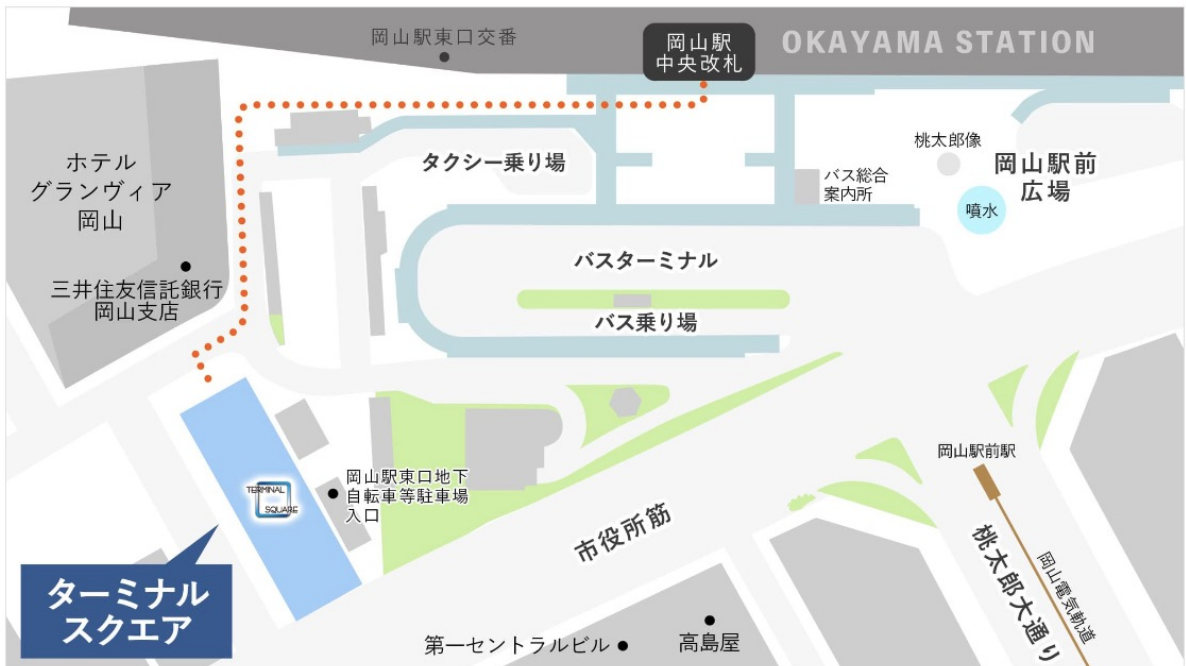 岡山駅東口交番
岡山駅
中央改札
OKAYAMA STATION
ホテル
グランヴィア
岡山
タクシー乗り場
桃太郎像
岡山駅前
広場
バス総合
案内所
噴水
三井住友信託銀行
岡山支店
バスターミナル
バス乗り場
岡山駅前駅
岡山駅東口地下
自転車等駐車場
入口
TERMINAL
SQUARE
市役所筋
桃太郎大通り
岡山電気軌道
ターミナル
スクエア
第一セントラルビル
高島屋